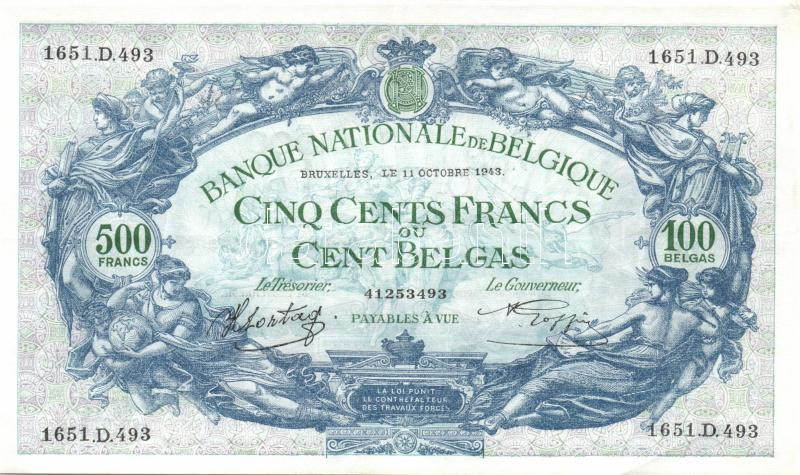 1651.D.493
1651.D.493
BANQUE NATIONALE DE BELGIQUE
BRUXELLES, LE 11 OCTOBRE 1943.
CINQ CENTS FRANCS
OU
CENT BELGAS
500
FRANCS
100
BELGAS
Le Trésorier,
41253493
Le Gouverneur,
PAYABLES À VUE
LA LOI PUNIT
LE CONTREFACTEUR
DES TRAVAUX FORCÉS
1651.D.493
1651.D.493